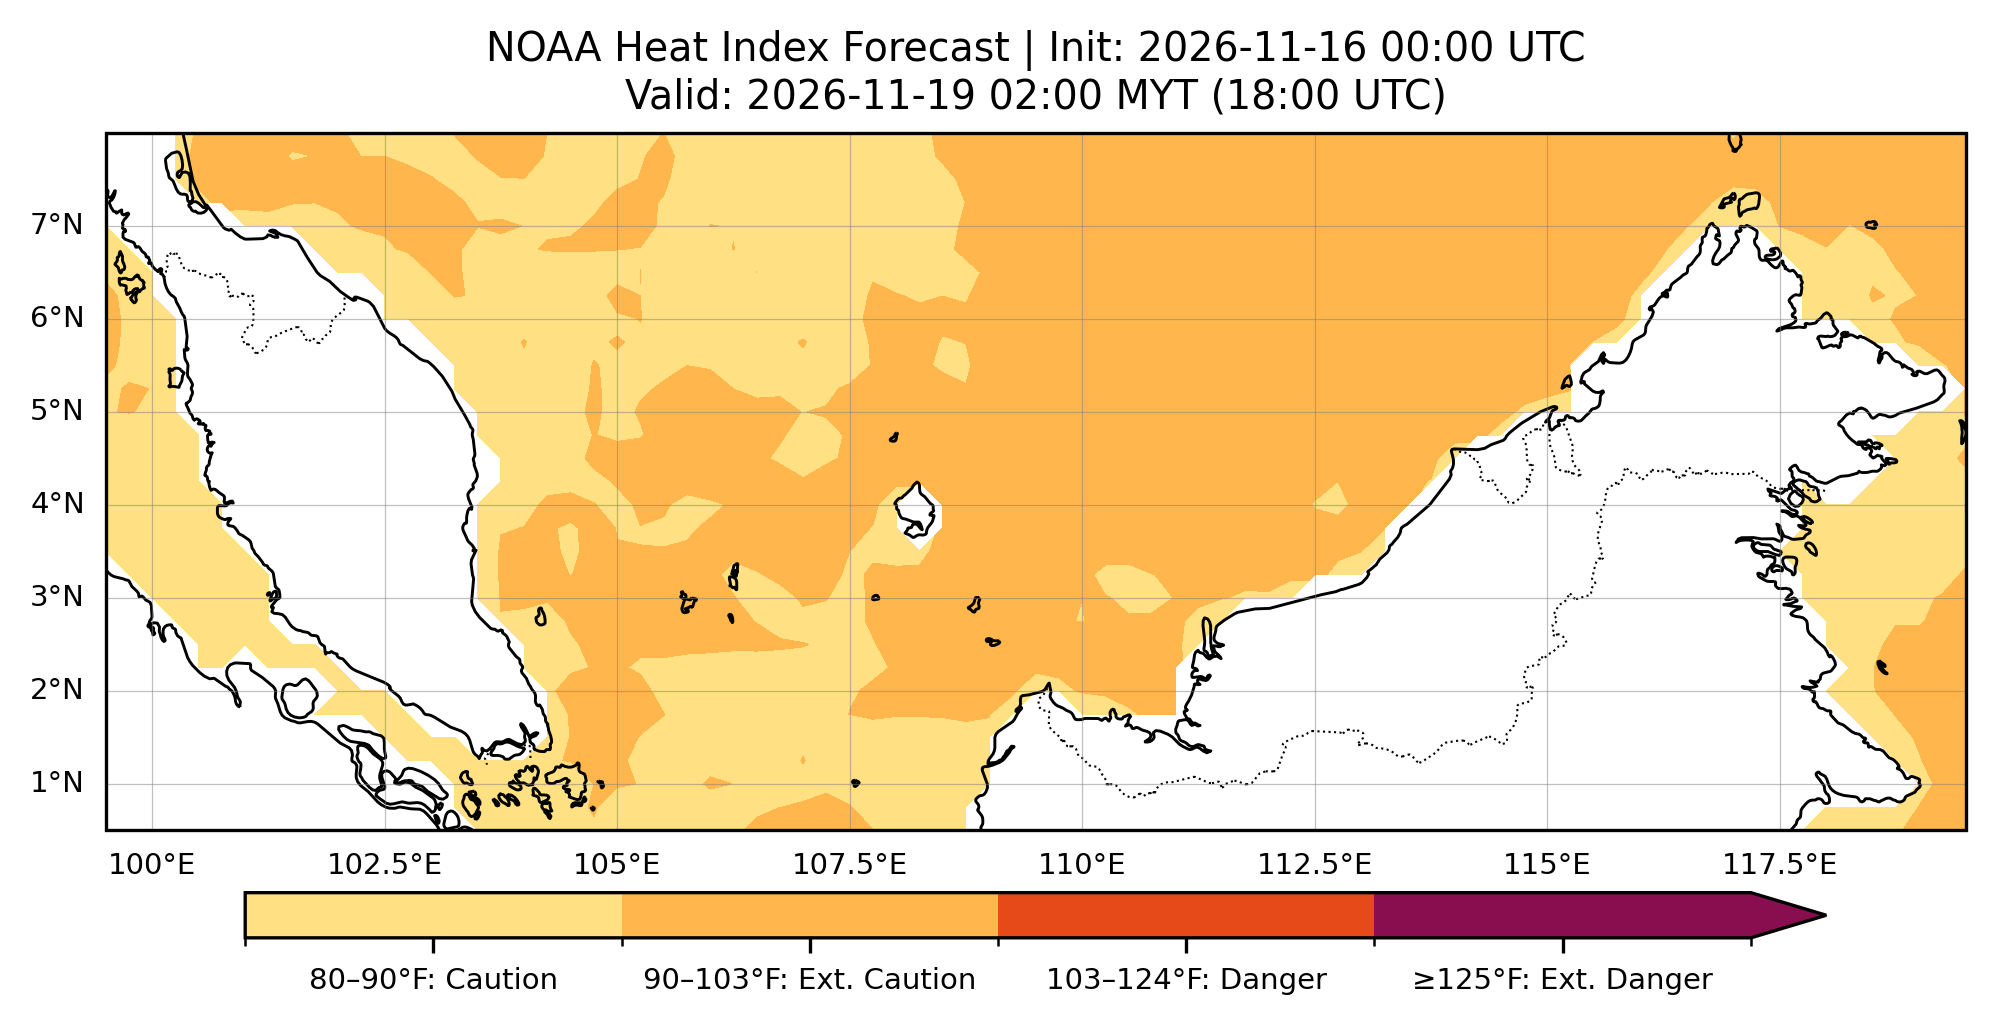 NOAA Heat Index Forecast | Init: 2026-11-16 00:00 UTC
Valid: 2026-11-19 02:00 MYT (18:00 UTC)
7°N
6°N
5°N
4°N
3°N
2°N
1°N
100°E 102.5°E 105°E 107.5°E 110°E 112.5°E 115°E 117.5°E
80–90°F: Caution 90–103°F: Ext. Caution 103–124°F: Danger ≥125°F: Ext. Danger